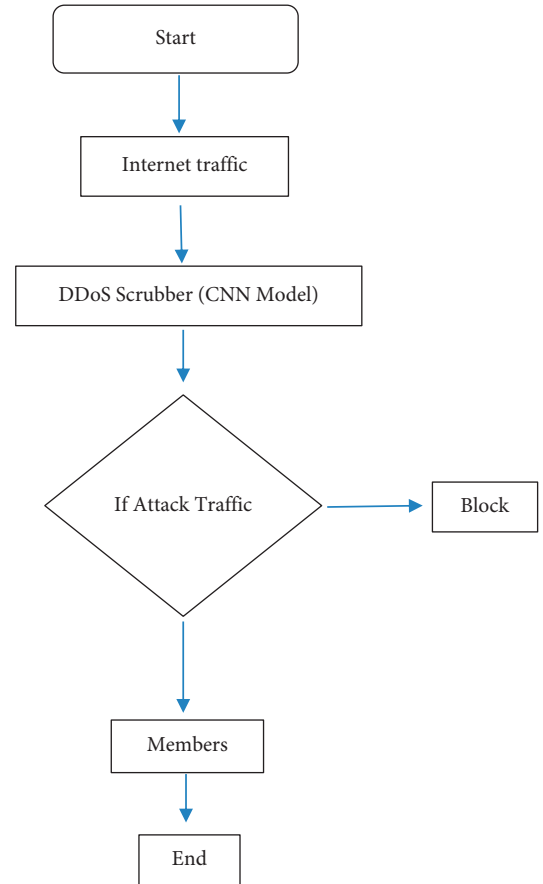 Start
Internet traffic
DDoS Scrubber (CNN Model)
If Attack Traffic
Block
Members
End